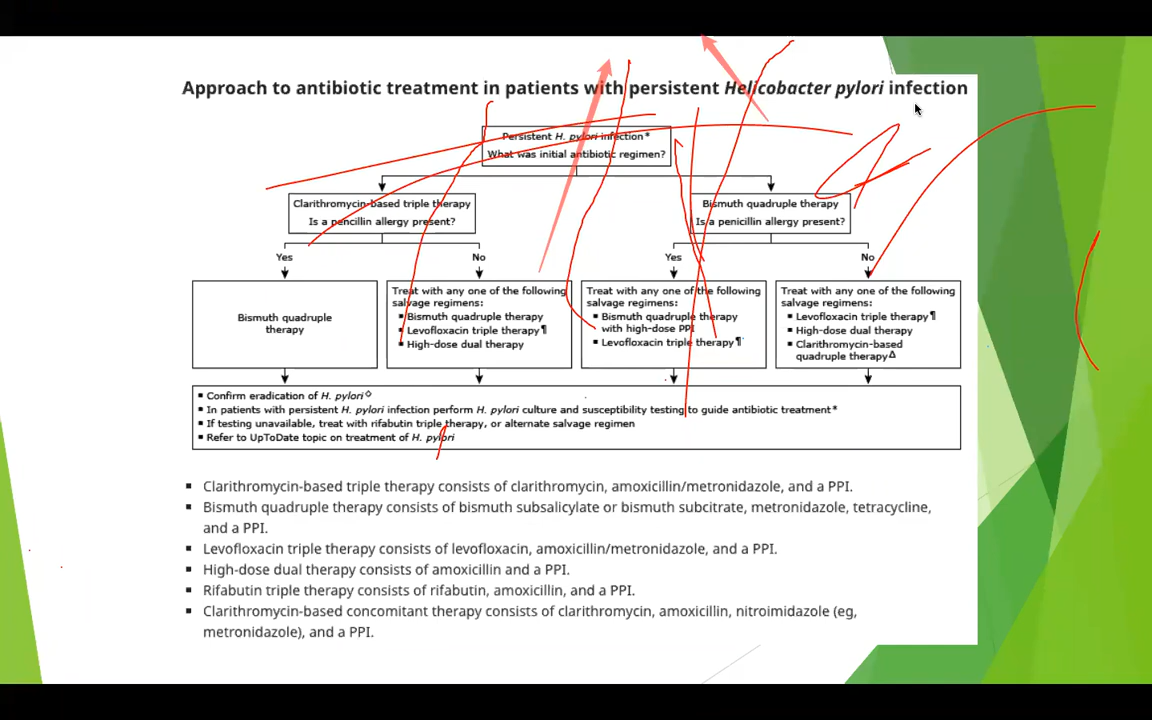 Approach to antibiotic treatment in patients with persistent Helicobacter pylori infection
Persistent H. pylori infection*
What was initial antibiotic regimen?
Clarithromycin-based triple therapy
Is a pencillin allergy present?
Bismuth quadruple therapy
Is a penicillin allergy present?
Yes
No
Yes
No
Bismuth quadruple
therapy
Treat with any one of the following
salvage regimens:
▪ Bismuth quadruple therapy
▪ Levofloxacin triple therapy¶
▪ High-dose dual therapy
Treat with any one of the following
salvage regimens:
▪ Bismuth quadruple therapy
with high-dose PPI
▪ Levofloxacin triple therapy¶
Treat with any one of the following
salvage regimens:
▪ Levofloxacin triple therapy¶
▪ High-dose dual therapy
▪ Clarithromycin-based
quadruple therapyΔ
▪ Confirm eradication of H. pylori◇
▪ In patients with persistent H. pylori infection perform H. pylori culture and susceptibility testing to guide antibiotic treatment*
▪ If testing unavailable, treat with rifabutin triple therapy, or alternate salvage regimen
▪ Refer to UpToDate topic on treatment of H. pylori
▪ Clarithromycin-based triple therapy consists of clarithromycin, amoxicillin/metronidazole, and a PPI.
▪ Bismuth quadruple therapy consists of bismuth subsalicylate or bismuth subcitrate, metronidazole, tetracycline,
and a PPI.
▪ Levofloxacin triple therapy consists of levofloxacin, amoxicillin/metronidazole, and a PPI.
▪ High-dose dual therapy consists of amoxicillin and a PPI.
▪ Rifabutin triple therapy consists of rifabutin, amoxicillin, and a PPI.
▪ Clarithromycin-based concomitant therapy consists of clarithromycin, amoxicillin, nitroimidazole (eg,
metronidazole), and a PPI.